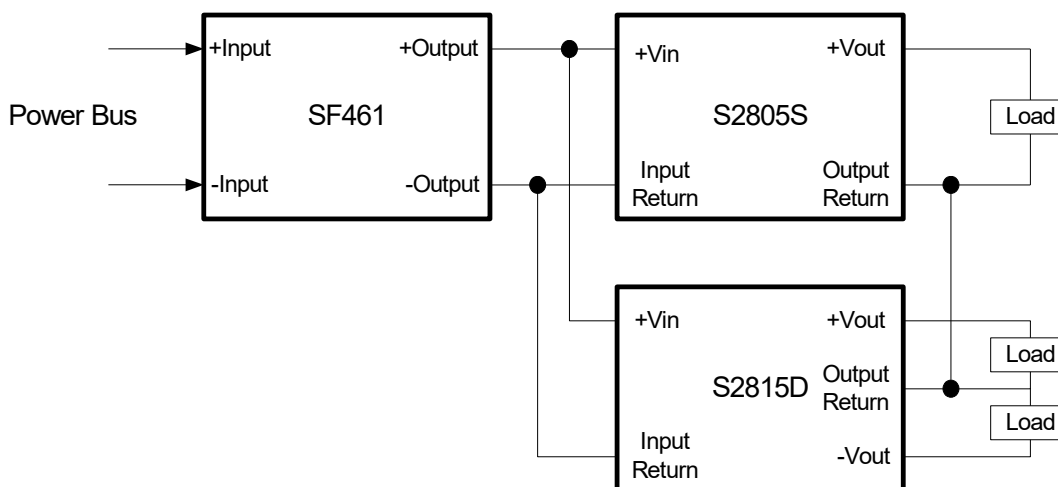 Power Bus
+Input
-Input
SF461
+Output
-Output
+Vin
Input
Return
S2805S
+Vout
Output
Return
Load
+Vin
Input
Return
S2815D
+Vout
Output
Return
-Vout
Load
Load